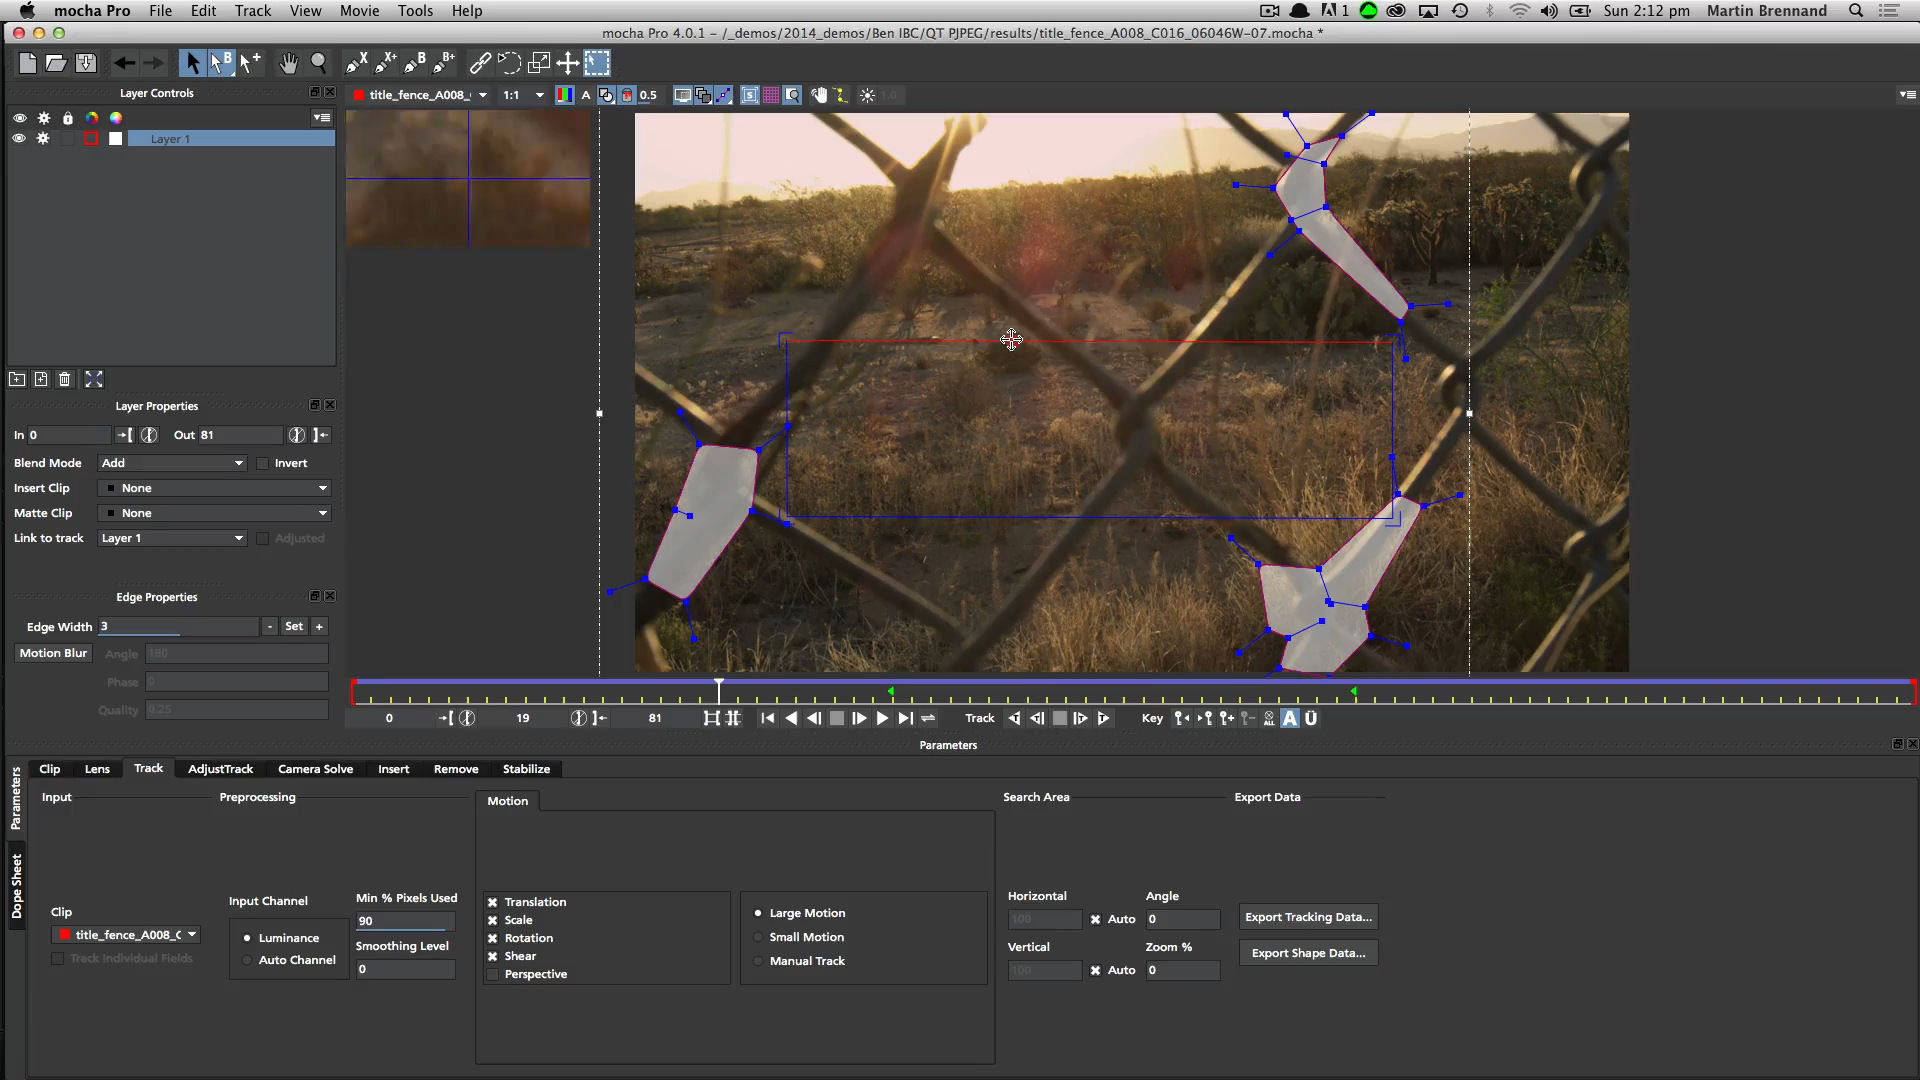 mocha Pro File Edit Track View Movie Tools Help
1 Sun 2:12 pm Martin Brennand
mocha Pro 4.0.1 - /_demos/2014_demos/Ben IBC/QT PJPEG/results/title_fence_A008_C016_06046W-07.mocha *
Layer Controls
title_fence_A008_( 1:1 A 0.5 1.0
Layer 1
Layer Properties
In 0 Out 81
Blend Mode Add Invert
Insert Clip None
Matte Clip None
Link to track Layer 1 Adjusted
Edge Properties
Edge Width 3 - Set +
Motion Blur Angle 180
Phase 0
Quality 0.25
0 19 81 Track Key A Ü
Parameters
Parameters
Dope Sheet
Clip Lens Track AdjustTrack Camera Solve Insert Remove Stabilize
Input Preprocessing Motion Search Area Export Data
Clip
title_fence_A008_C
Track Individual Fields
Input Channel
Luminance
Auto Channel
Min % Pixels Used
90
Smoothing Level
0
Translation
Scale
Rotation
Shear
Perspective
Large Motion
Small Motion
Manual Track
Horizontal Angle
100 Auto 0
Vertical Zoom %
100 Auto 0
Export Tracking Data...
Export Shape Data...